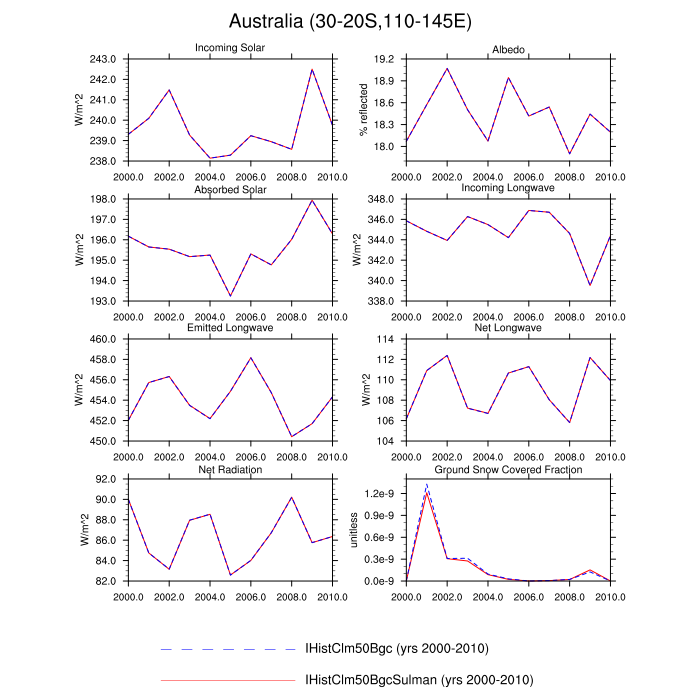 Australia (30-20S,110-145E)
Incoming Solar
W/m^2
243.0
242.0
241.0
240.0
239.0
238.0
2000.0 2002.0 2004.0 2006.0 2008.0 2010.0
Albedo
% reflected
19.2
18.9
18.6
18.3
18.0
2000.0 2002.0 2004.0 2006.0 2008.0 2010.0
Absorbed Solar
W/m^2
198.0
197.0
196.0
195.0
194.0
193.0
2000.0 2002.0 2004.0 2006.0 2008.0 2010.0
Incoming Longwave
W/m^2
348.0
346.0
344.0
342.0
340.0
338.0
2000.0 2002.0 2004.0 2006.0 2008.0 2010.0
Emitted Longwave
W/m^2
460.0
458.0
456.0
454.0
452.0
450.0
2000.0 2002.0 2004.0 2006.0 2008.0 2010.0
Net Longwave
W/m^2
114
112
110
108
106
104
2000.0 2002.0 2004.0 2006.0 2008.0 2010.0
Net Radiation
W/m^2
92.0
90.0
88.0
86.0
84.0
82.0
2000.0 2002.0 2004.0 2006.0 2008.0 2010.0
Ground Snow Covered Fraction
unitless
1.2e-9
0.9e-9
0.6e-9
0.3e-9
0.0e-9
2000.0 2002.0 2004.0 2006.0 2008.0 2010.0
IHistClm50Bgc (yrs 2000-2010)
IHistClm50BgcSulman (yrs 2000-2010)